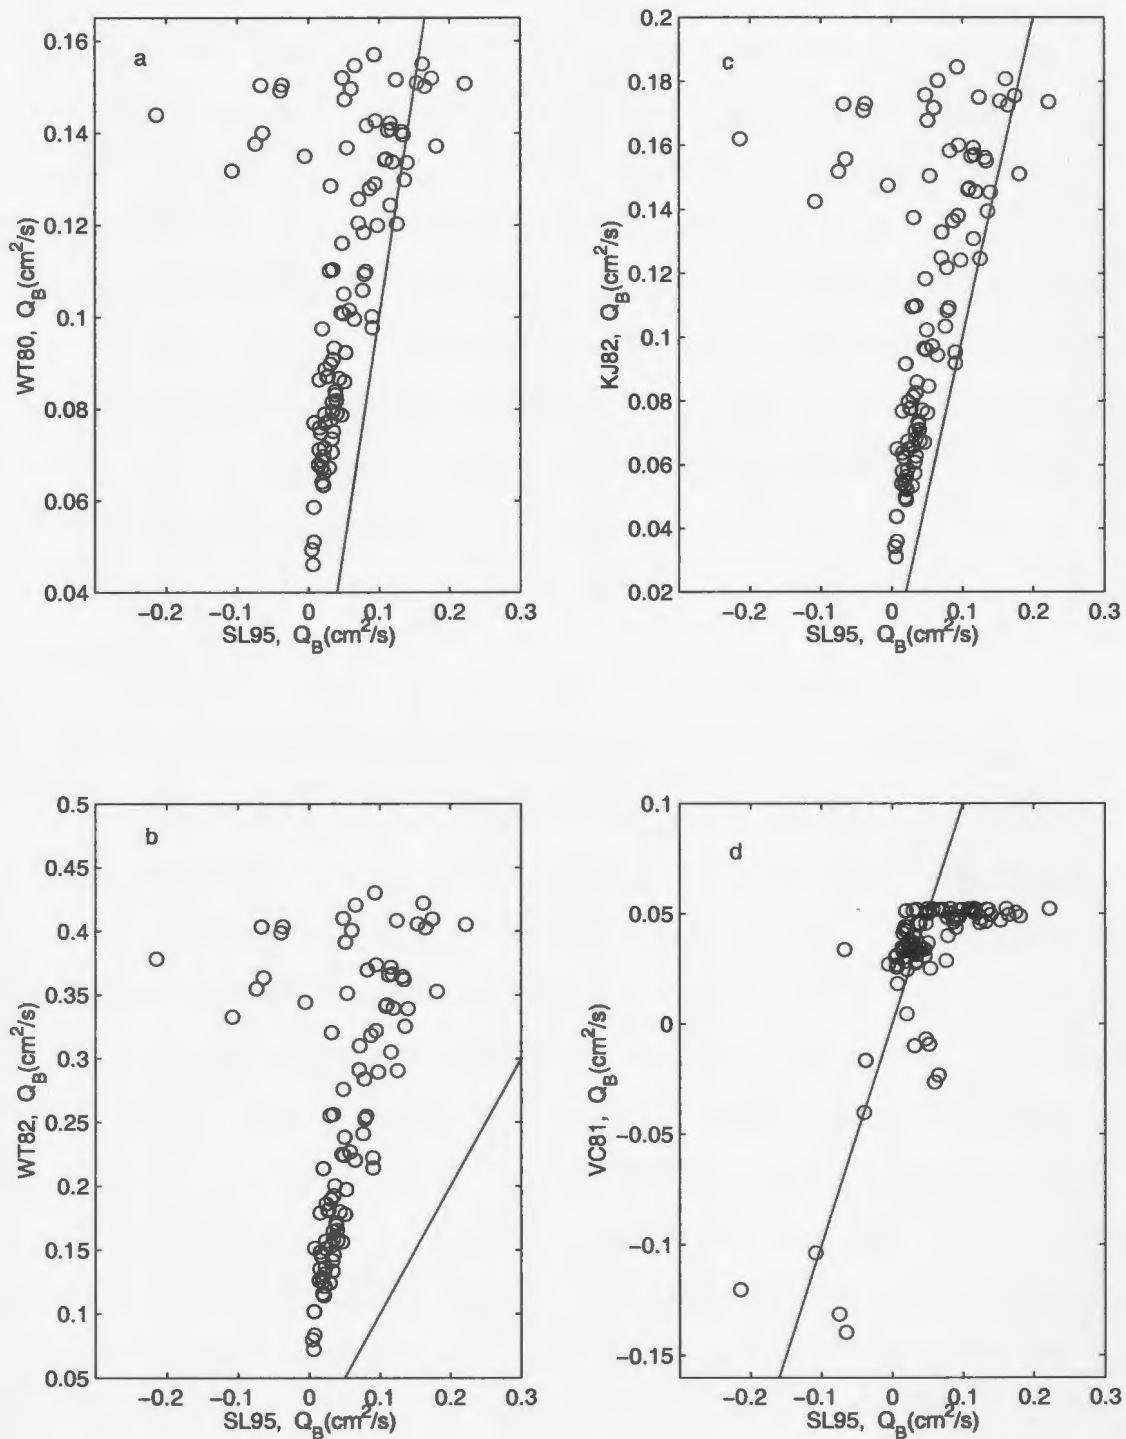 a
0.16
0.14
0.12
0.1
0.08
0.06
0.04
WT80, Q_B(cm²/s)
−0.2 −0.1 0 0.1 0.2 0.3
SL95, Q_B(cm²/s)
c
0.2
0.18
0.16
0.14
0.12
0.1
0.08
0.06
0.04
0.02
KJ82, Q_B(cm²/s)
−0.2 −0.1 0 0.1 0.2 0.3
SL95, Q_B(cm²/s)
b
0.5
0.45
0.4
0.35
0.3
0.25
0.2
0.15
0.1
0.05
WT82, Q_B(cm²/s)
−0.2 −0.1 0 0.1 0.2 0.3
SL95, Q_B(cm²/s)
d
0.1
0.05
0
−0.05
−0.1
−0.15
VC81, Q_B(cm²/s)
−0.2 −0.1 0 0.1 0.2 0.3
SL95, Q_B(cm²/s)